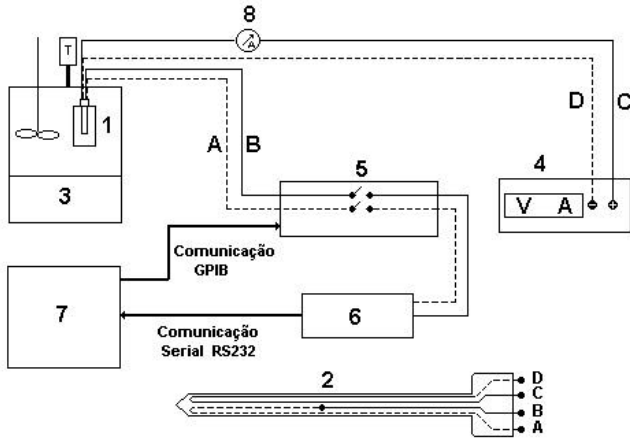 8
A
T
1
A
B
D
C
3
5
4
V A
Comunicação
GPIB
7
6
Comunicação
Serial RS232
2
D
C
B
A